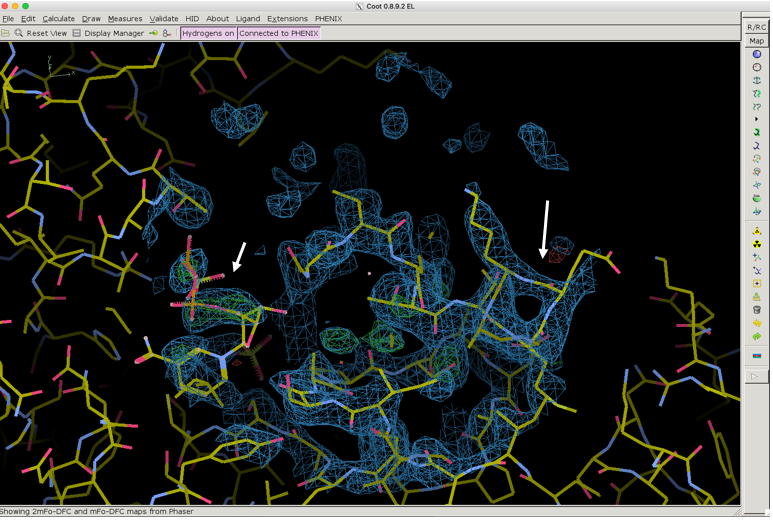 Coot 0.8.9.2 EL
File Edit Calculate Draw Measures Validate HID About Ligand Extensions PHENIX
Reset View Display Manager Hydrogens on Connected to PHENIX
R/RC
Map
Y
X
Showing 2mFo-DFC and mFo-DFC maps from Phaser